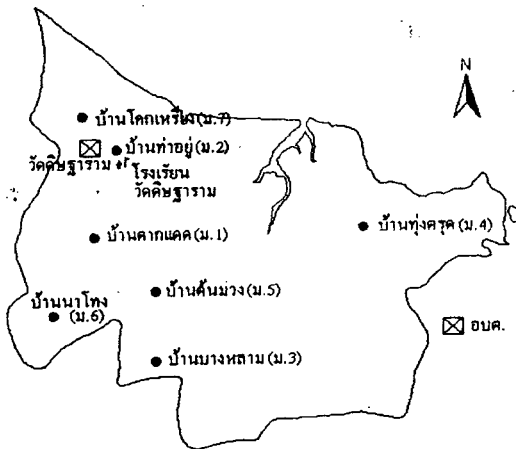 N
บ้านโคกเหรียง (ม.7)
บ้านท่าอยู่ (ม.2)
วัดดิษฐาราม
โรงเรียน
วัดดิษฐาราม
บ้านตากแดด (ม.1)
บ้านทุ่งครุด (ม.4)
บ้านต้นม่วง (ม.5)
บ้านนาโทง
(ม.6)
อบต.
บ้านบางหลาม (ม.3)